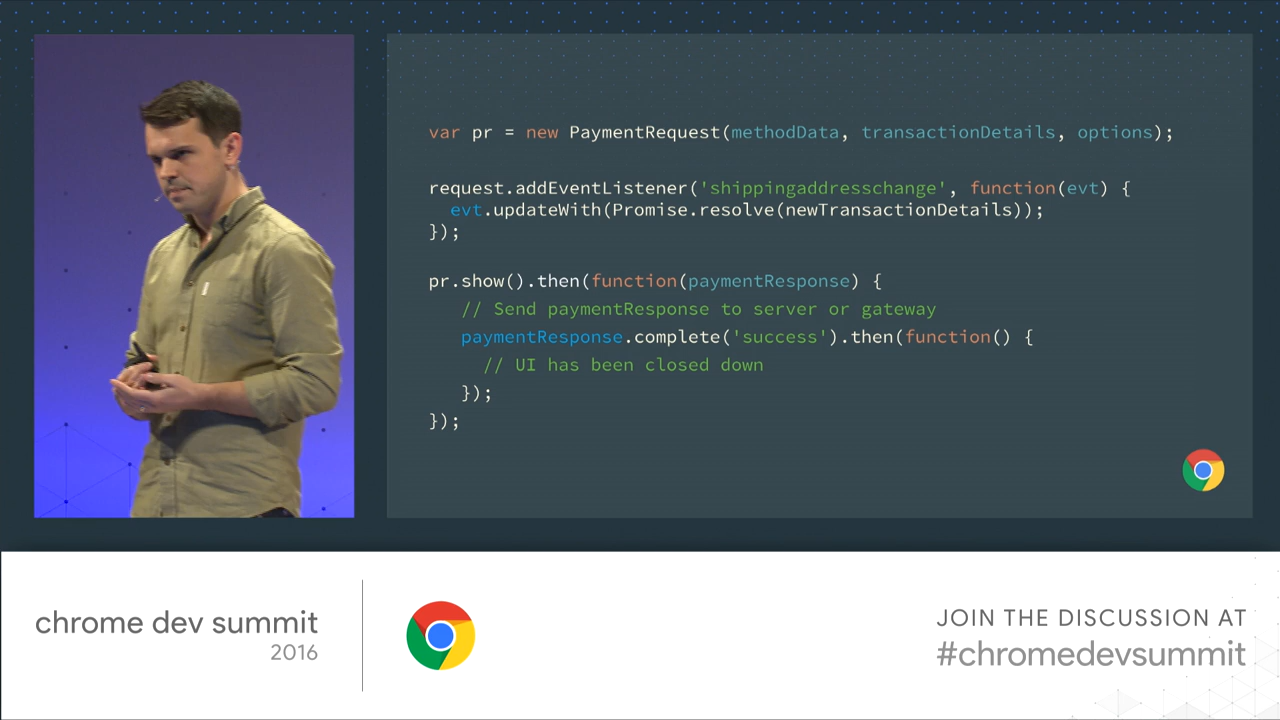 var pr = new PaymentRequest(methodData, transactionDetails, options);
request.addEventListener('shippingaddresschange', function(evt) {
  evt.updateWith(Promise.resolve(newTransactionDetails));
});
pr.show().then(function(paymentResponse) {
   // Send paymentResponse to server or gateway
   paymentResponse.complete('success').then(function() {
     // UI has been closed down
   });
});
chrome dev summit
2016
JOIN THE DISCUSSION AT
#chromedevsummit